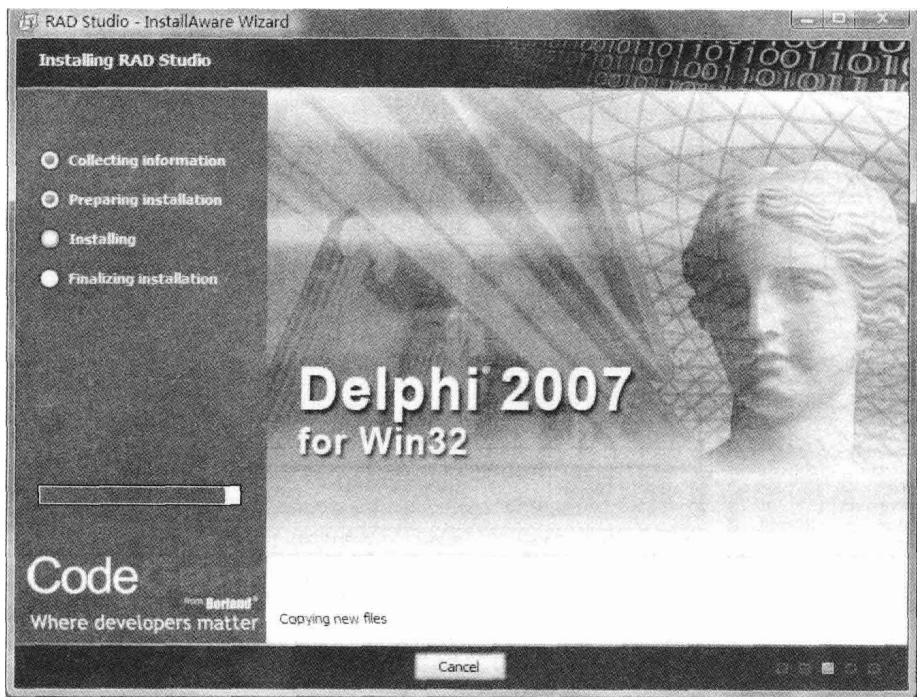 RAD Studio - InstallAware Wizard
Installing RAD Studio
Collecting information
Preparing installation
Installing
Finalizing installation
Delphi® 2007
for Win32
Code
from Borland®
Where developers matter
Copying new files
Cancel